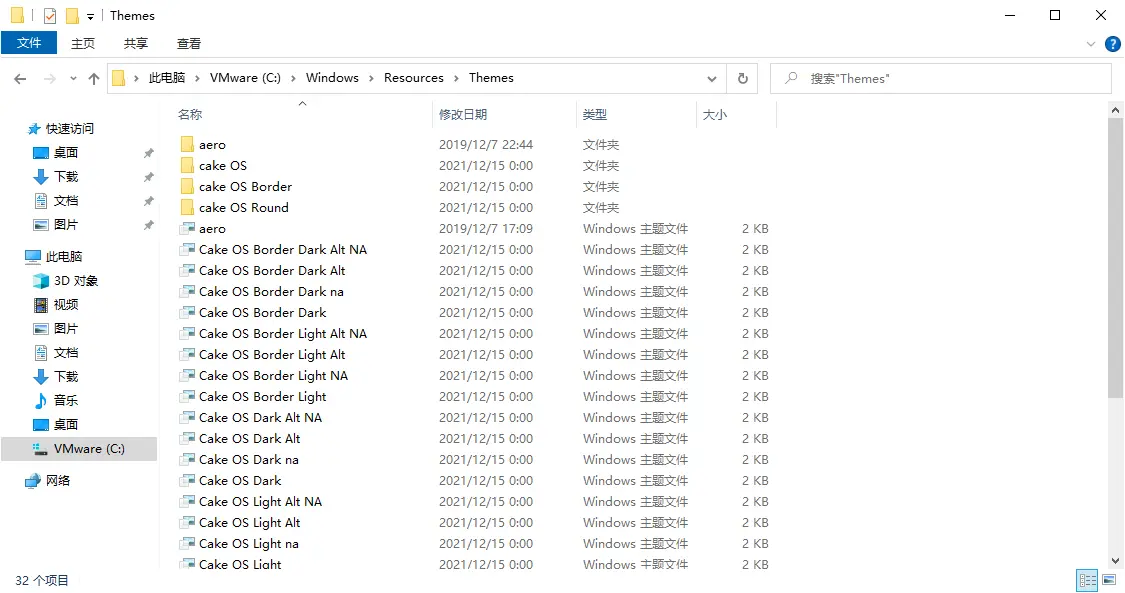 Themes
文件 主页 共享 查看
此电脑 VMware (C:) Windows Resources Themes 搜索"Themes"
名称 修改日期 类型 大小
快速访问
桌面
下载
文档
图片
此电脑
3D 对象
视频
图片
文档
下载
音乐
桌面
VMware (C:)
网络
aero 2019/12/7 22:44 文件夹
cake OS 2021/12/15 0:00 文件夹
cake OS Border 2021/12/15 0:00 文件夹
cake OS Round 2021/12/15 0:00 文件夹
aero 2019/12/7 17:09 Windows 主题文件 2 KB
Cake OS Border Dark Alt NA 2021/12/15 0:00 Windows 主题文件 2 KB
Cake OS Border Dark Alt 2021/12/15 0:00 Windows 主题文件 2 KB
Cake OS Border Dark na 2021/12/15 0:00 Windows 主题文件 2 KB
Cake OS Border Dark 2021/12/15 0:00 Windows 主题文件 2 KB
Cake OS Border Light Alt NA 2021/12/15 0:00 Windows 主题文件 2 KB
Cake OS Border Light Alt 2021/12/15 0:00 Windows 主题文件 2 KB
Cake OS Border Light NA 2021/12/15 0:00 Windows 主题文件 2 KB
Cake OS Border Light 2021/12/15 0:00 Windows 主题文件 2 KB
Cake OS Dark Alt NA 2021/12/15 0:00 Windows 主题文件 2 KB
Cake OS Dark Alt 2021/12/15 0:00 Windows 主题文件 2 KB
Cake OS Dark na 2021/12/15 0:00 Windows 主题文件 2 KB
Cake OS Dark 2021/12/15 0:00 Windows 主题文件 2 KB
Cake OS Light Alt NA 2021/12/15 0:00 Windows 主题文件 2 KB
Cake OS Light Alt 2021/12/15 0:00 Windows 主题文件 2 KB
Cake OS Light na 2021/12/15 0:00 Windows 主题文件 2 KB
Cake OS Light 2021/12/15 0:00 Windows 主题文件 2 KB
32 个项目